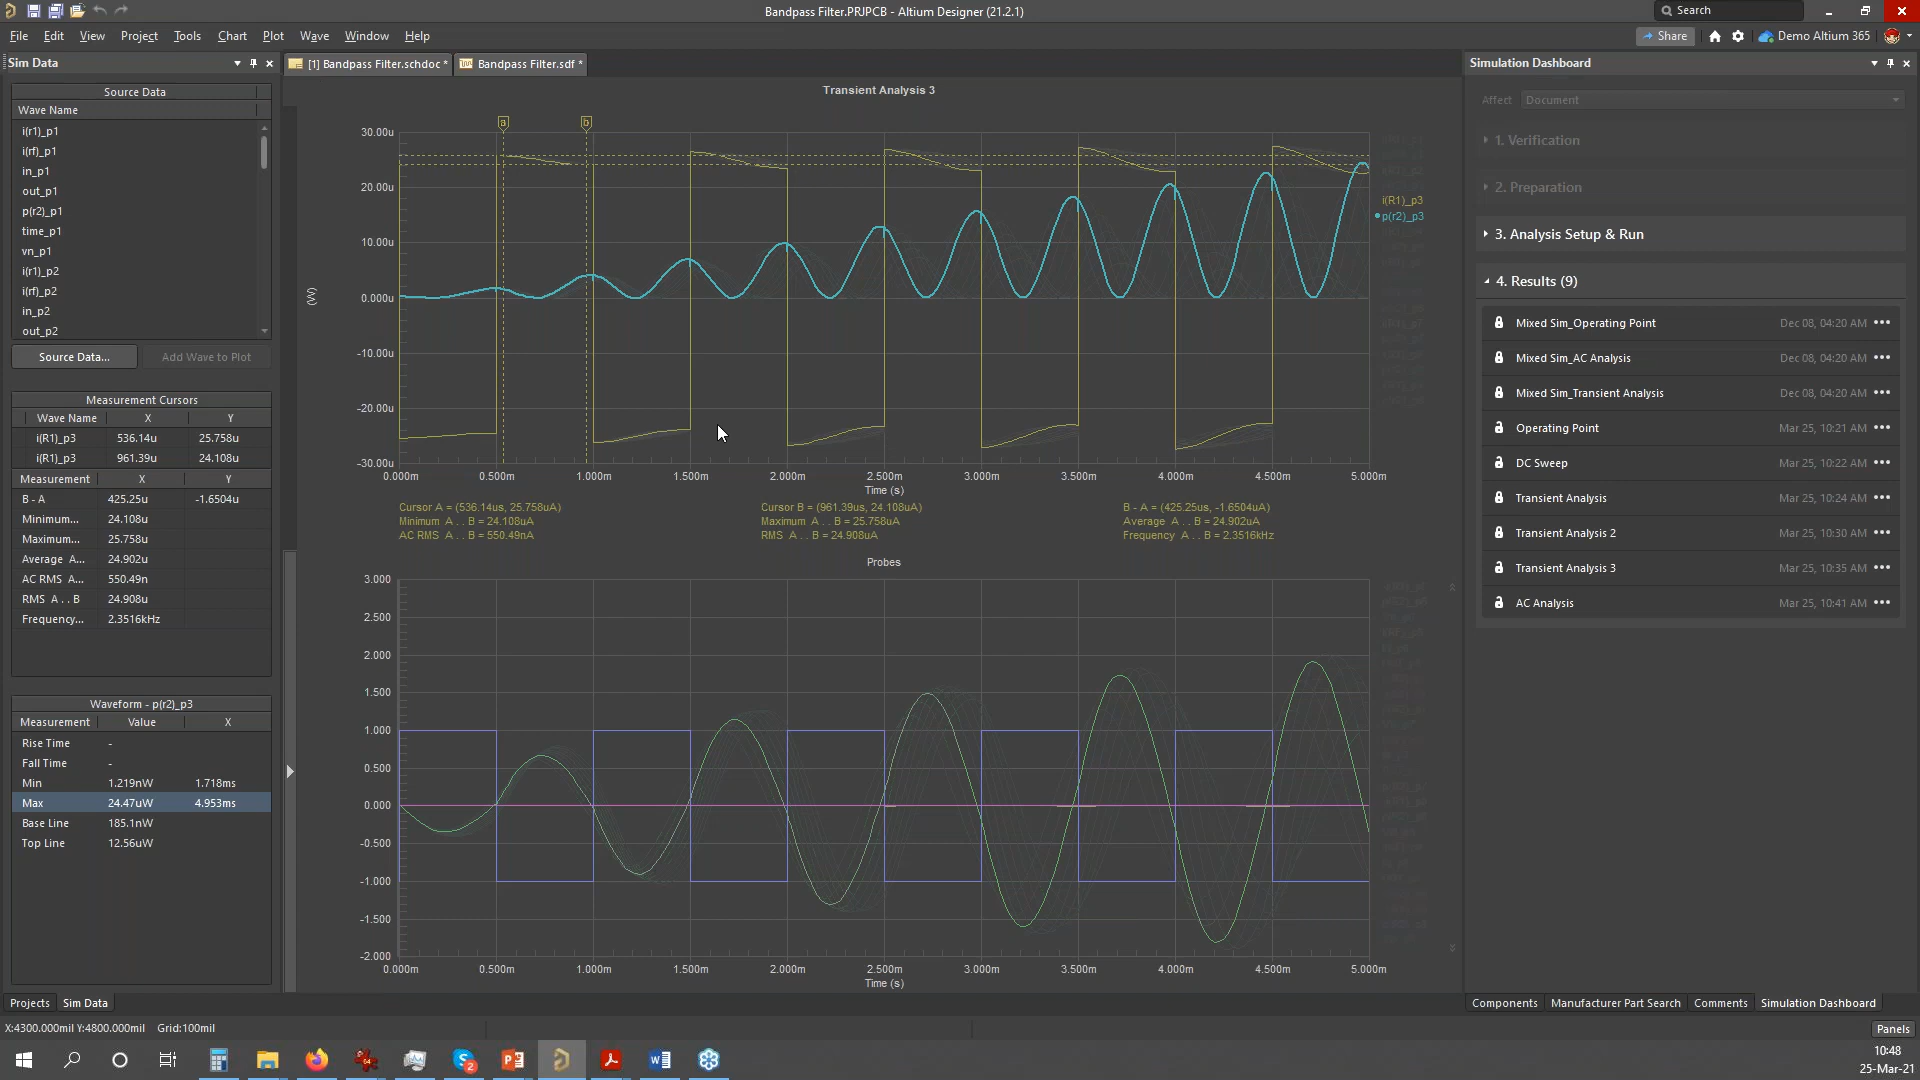 Bandpass Filter.PRJPCB - Altium Designer (21.2.1)
Search
File Edit View Project Tools Chart Plot Wave Window Help
Share
Demo Altium 365
Sim Data
[1] Bandpass Filter.schdoc *
Bandpass Filter.sdf *
Simulation Dashboard
Source Data
Wave Name
i(r1)_p1
i(rf)_p1
in_p1
out_p1
p(r2)_p1
time_p1
vn_p1
i(r1)_p2
i(rf)_p2
in_p2
out_p2
Source Data...
Add Wave to Plot
Measurement Cursors
Wave Name X Y
i(R1)_p3 536.14u 25.758u
i(R1)_p3 961.39u 24.108u
Measurement X Y
B - A 425.25u -1.6504u
Minimum... 24.108u
Maximum... 25.758u
Average A... 24.902u
AC RMS A... 550.49n
RMS A . . B 24.908u
Frequency... 2.3516kHz
Waveform - p(r2)_p3
Measurement Value X
Rise Time -
Fall Time -
Min 1.219nW 1.718ms
Max 24.47uW 4.953ms
Base Line 185.1nW
Top Line 12.56uW
Projects Sim Data
Transient Analysis 3
a b
30.00u
20.00u
10.00u
0.000u
-10.00u
-20.00u
-30.00u
(W)
i(R1)_p3
p(r2)_p3
0.000m 0.500m 1.000m 1.500m 2.000m 2.500m 3.000m 3.500m 4.000m 4.500m 5.000m
Time (s)
Cursor A = (536.14us, 25.758uA) Cursor B = (961.39us, 24.108uA) B - A = (425.25us, -1.6504uA)
Minimum A . . B = 24.108uA Maximum A . . B = 25.758uA Average A . . B = 24.902uA
AC RMS A . . B = 550.49nA RMS A . . B = 24.908uA Frequency A . . B = 2.3516kHz
Probes
3.000
2.500
2.000
1.500
1.000
0.500
0.000
-0.500
-1.000
-1.500
-2.000
0.000m 0.500m 1.000m 1.500m 2.000m 2.500m 3.000m 3.500m 4.000m 4.500m 5.000m
Time (s)
Affect Document
1. Verification
2. Preparation
3. Analysis Setup & Run
4. Results (9)
Mixed Sim_Operating Point Dec 08, 04:20 AM
Mixed Sim_AC Analysis Dec 08, 04:20 AM
Mixed Sim_Transient Analysis Dec 08, 04:20 AM
Operating Point Mar 25, 10:21 AM
DC Sweep Mar 25, 10:22 AM
Transient Analysis Mar 25, 10:24 AM
Transient Analysis 2 Mar 25, 10:30 AM
Transient Analysis 3 Mar 25, 10:35 AM
AC Analysis Mar 25, 10:41 AM
Components Manufacturer Part Search Comments Simulation Dashboard
X:4300.000mil Y:4800.000mil Grid:100mil
Panels
10:48
25-Mar-21